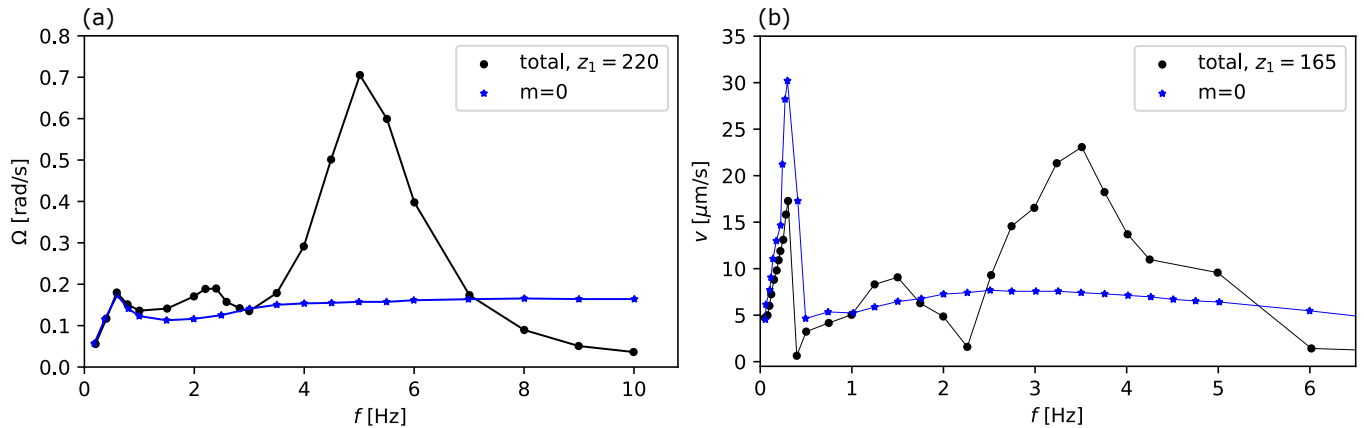 (a)
0.8
0.7
0.6
0.5
0.4
0.3
0.2
0.1
0.0
Ω [rad/s]
total, z₁ = 220
m=0
0 2 4 6 8 10
f [Hz]
(b)
35
30
25
20
15
10
5
0
v [μm/s]
total, z₁ = 165
m=0
0 1 2 3 4 5 6
f [Hz]